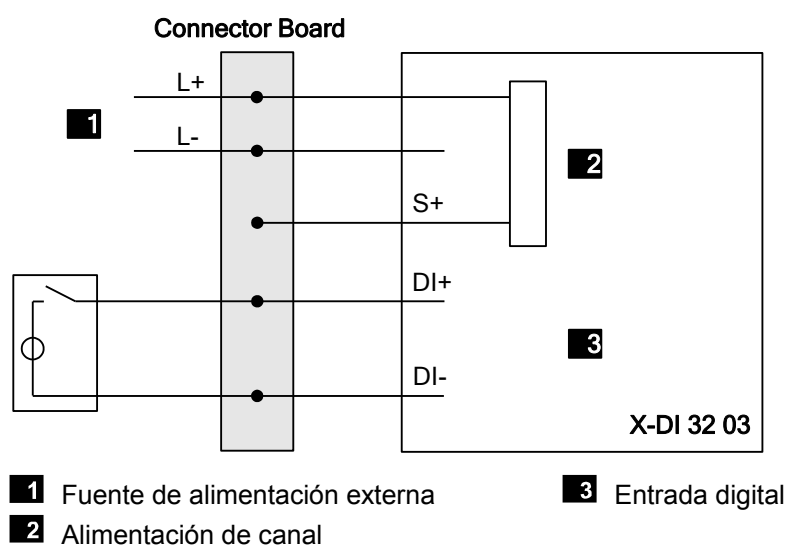 Connector Board
L+
1
L-
2
S+
DI+
3
DI-
X-DI 32 03
1 Fuente de alimentación externa
3 Entrada digital
2 Alimentación de canal